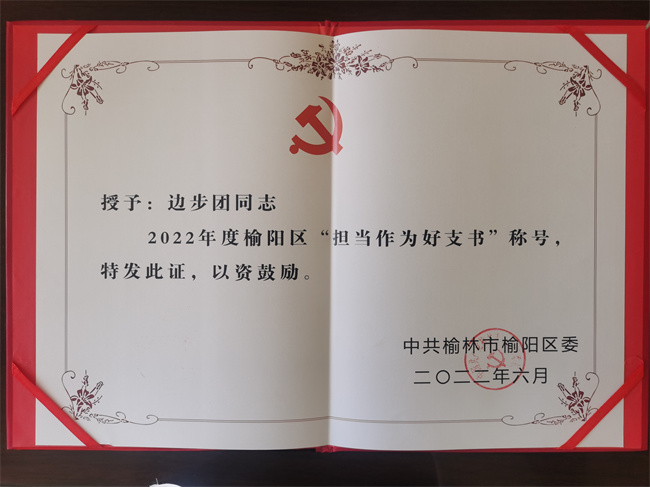 授予：边步团同志
2022年度榆阳区“担当作为好支书”称号，
特发此证，以资鼓励。
中共榆林市榆阳区委
二〇二二年六月